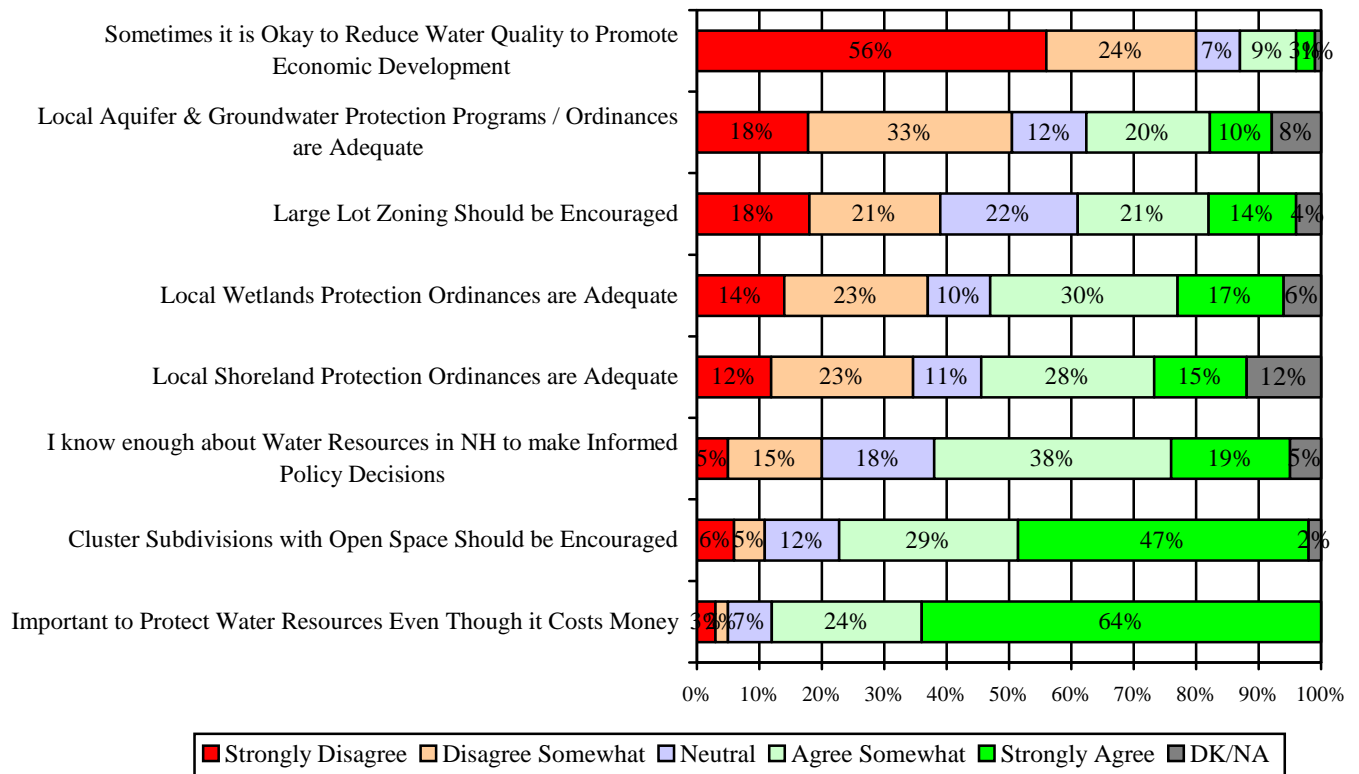 Sometimes it is Okay to Reduce Water Quality to Promote
Economic Development
56% 24% 7% 9% 3% 1%
Local Aquifer & Groundwater Protection Programs / Ordinances
are Adequate
18% 33% 12% 20% 10% 8%
Large Lot Zoning Should be Encouraged
18% 21% 22% 21% 14% 4%
Local Wetlands Protection Ordinances are Adequate
14% 23% 10% 30% 17% 6%
Local Shoreland Protection Ordinances are Adequate
12% 23% 11% 28% 15% 12%
I know enough about Water Resources in NH to make Informed
Policy Decisions
5% 15% 18% 38% 19% 5%
Cluster Subdivisions with Open Space Should be Encouraged
6% 5% 12% 29% 47% 2%
Important to Protect Water Resources Even Though it Costs Money
3% 2% 7% 24% 64%
0% 10% 20% 30% 40% 50% 60% 70% 80% 90% 100%
Strongly Disagree Disagree Somewhat Neutral Agree Somewhat Strongly Agree DK/NA